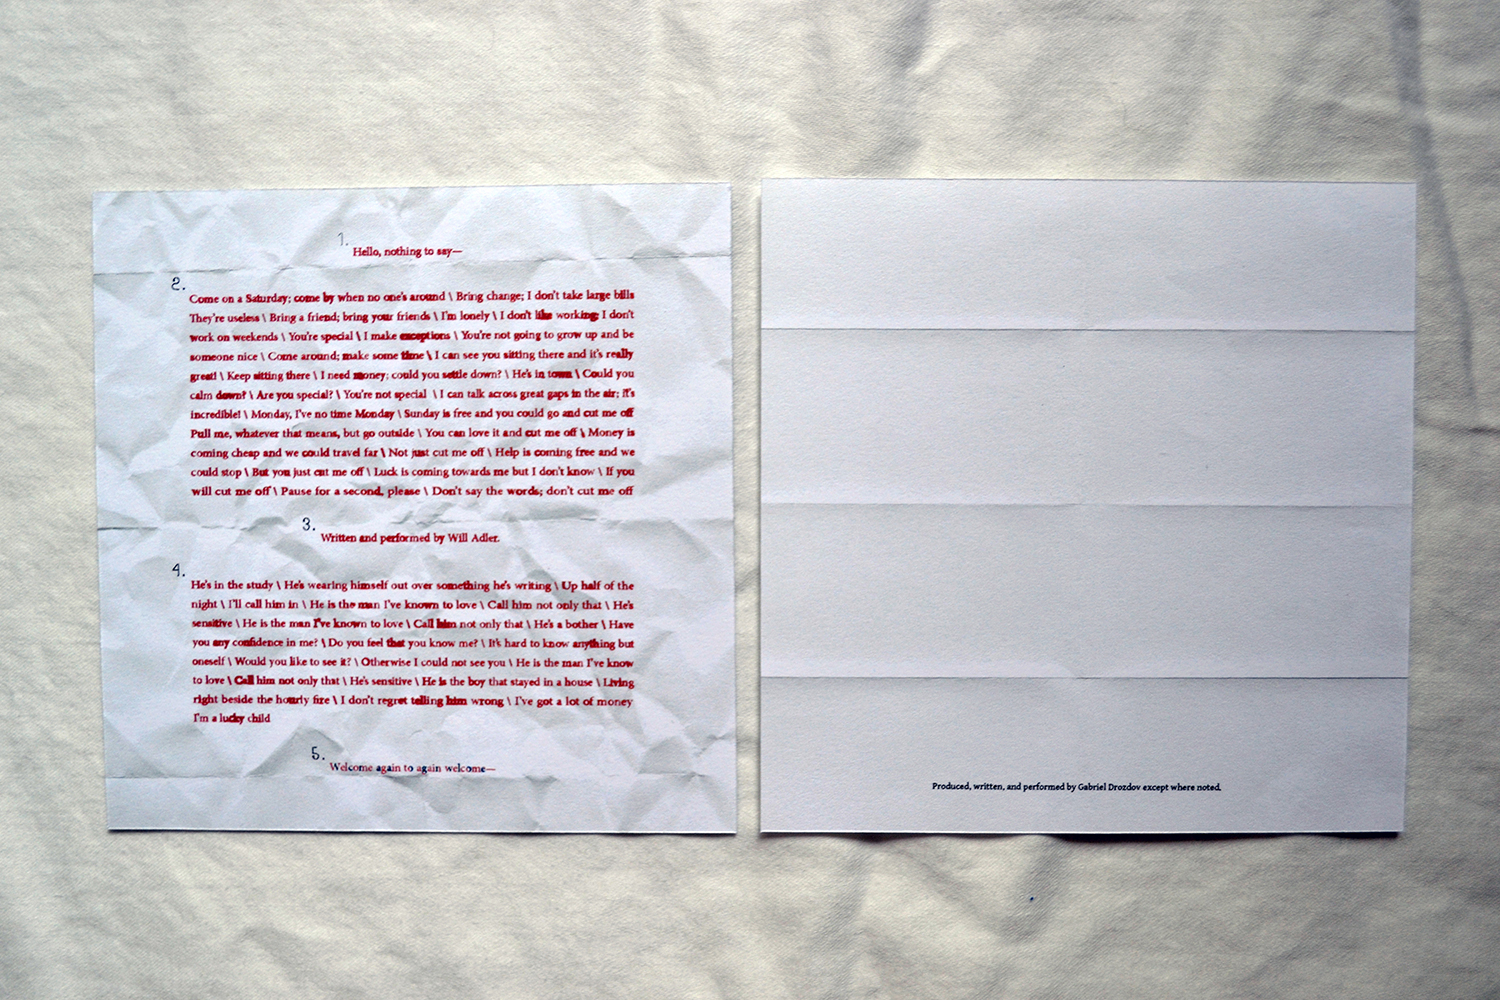 1.
Hello, nothing to say—
2.
Come on a Saturday; come by when no one's around \ Bring change; I don't take large bills
They're useless \ Bring a friend; bring your friends \ I'm lonely \ I don't like working; I don't
work on weekends \ You're special \ I make exceptions \ You're not going to grow up and be
someone nice \ Come around; make some time \ I can see you sitting there and it's really
great! \ Keep sitting there \ I need money; could you settle down? \ He's in town \ Could you
calm down? \ Are you special? \ You're not special \ I can talk across great gaps in the air; it's
incredible! \ Monday, I've no time Monday \ Sunday is free and you could go and cut me off
Pull me, whatever that means, but go outside \ You can love it and cut me off \ Money is
coming cheap and we could travel far \ Not just cut me off \ Help is coming free and we
could stop \ But you just cut me off \ Luck is coming towards me but I don't know \ If you
will cut me off \ Pause for a second, please \ Don't say the words; don't cut me off
3.
Written and performed by Will Adler.
4.
He's in the study \ He's wearing himself out over something he's writing \ Up half of the
night \ I'll call him in \ He is the man I've known to love \ Call him not only that \ He's
sensitive \ He is the man I've known to love \ Call him not only that \ He's a bother \ Have
you any confidence in me? \ Do you feel that you know me? \ It's hard to know anything but
oneself \ Would you like to see it? \ Otherwise I could not see you \ He is the man I've know
to love \ Call him not only that \ He's sensitive \ He is the boy that stayed in a house \ Living
right beside the hourly fire \ I don't regret telling him wrong \ I've got a lot of money
I'm a lucky child
5.
Welcome again to again welcome—
Produced, written, and performed by Gabriel Drozdov except where noted.